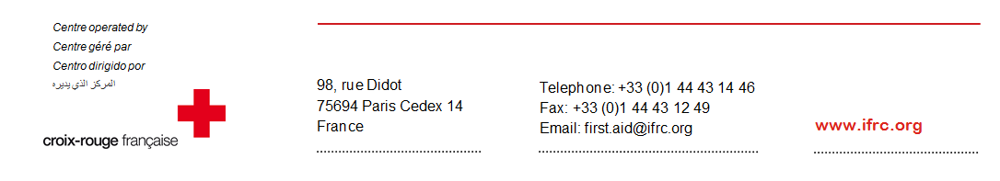 Centre operated by
Centre géré par
Centro dirigido por
المركز الذي يديره
croix-rouge française
98, rue Didot
75694 Paris Cedex 14
France
Telephone: +33 (0)1 44 43 14 46
Fax: +33 (0)1 44 43 12 49
Email: first.aid@ifrc.org
www.ifrc.org